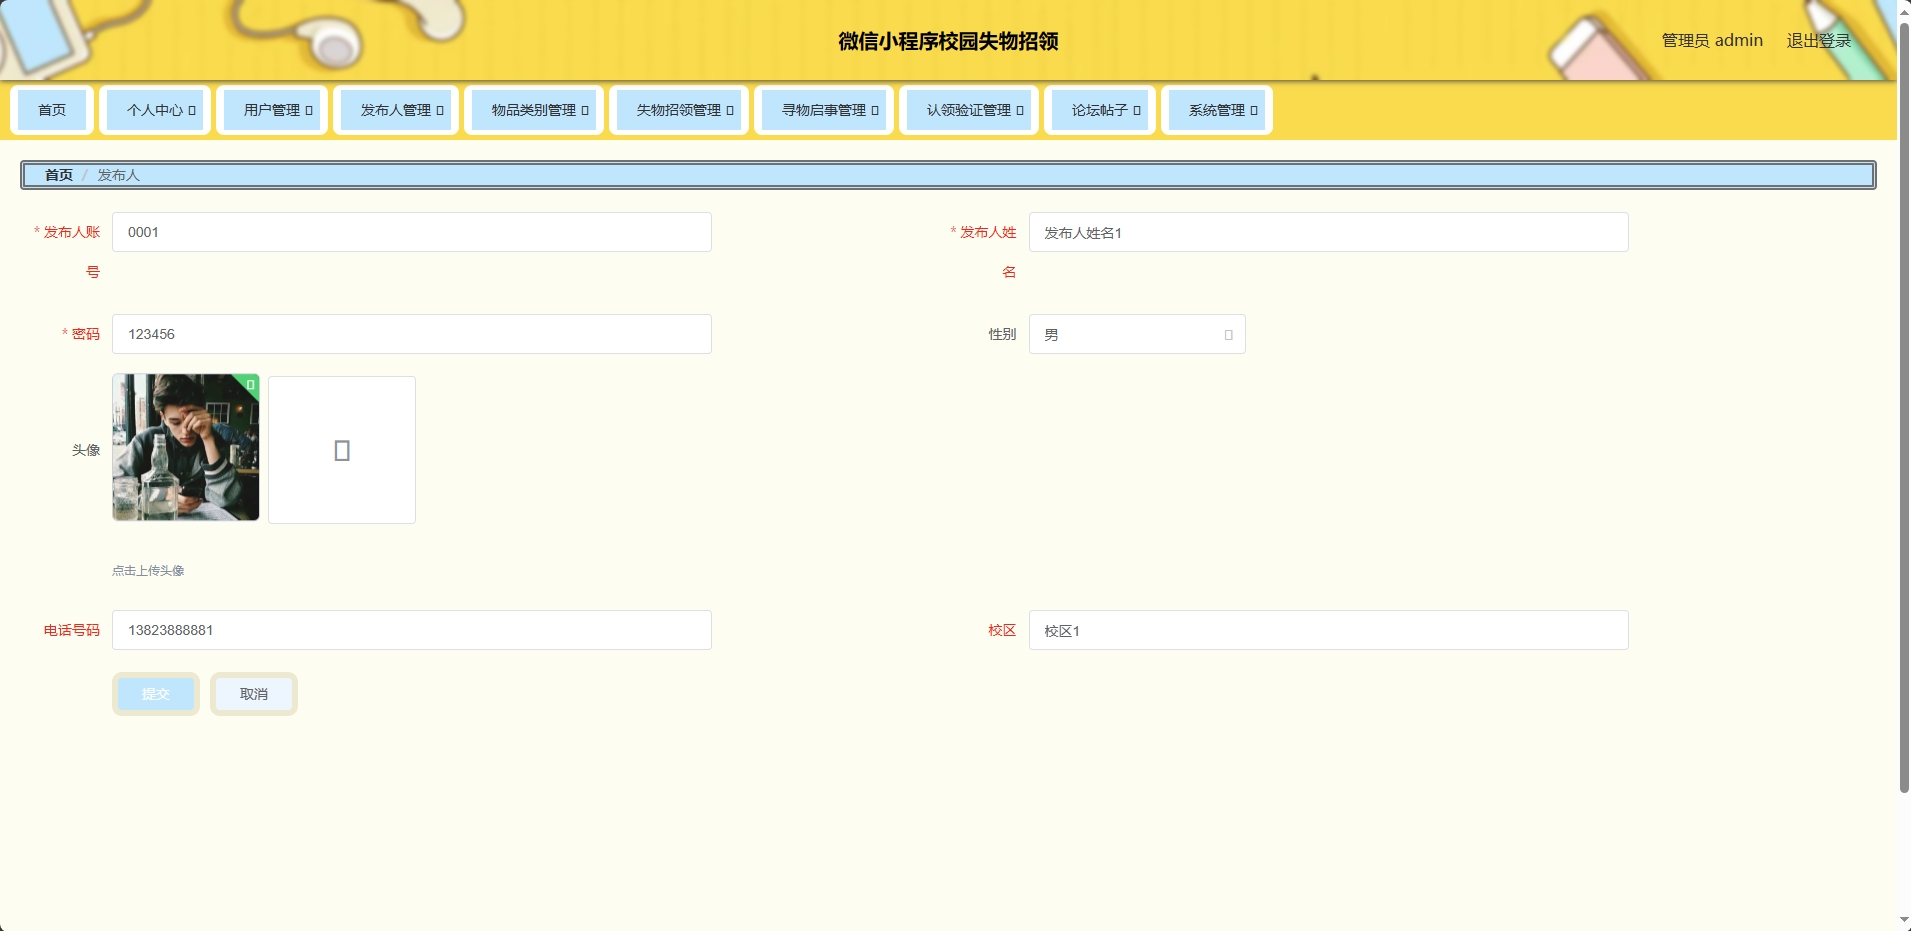 微信小程序校园失物招领
管理员 admin
退出登录
首页
个人中心
用户管理
发布人管理
物品类别管理
失物招领管理
寻物启事管理
认领验证管理
论坛帖子
系统管理
首页 / 发布人
* 发布人账号
0001
* 发布人姓名
发布人姓名1
* 密码
123456
性别
男
头像
点击上传头像
电话号码
13823888881
校区
校区1
提交
取消